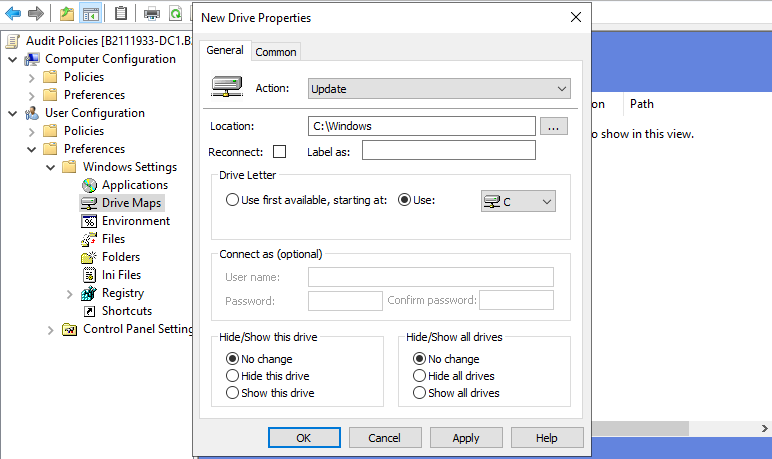 New Drive Properties
Audit Policies [B2111933-DC1.B
Computer Configuration
Policies
Preferences
User Configuration
Policies
Preferences
Windows Settings
Applications
Drive Maps
Environment
Files
Folders
Ini Files
Registry
Shortcuts
Control Panel Setting
General
Common
Action:
Update
Location:
C:\Windows
...
Reconnect:
Label as:
Drive Letter
Use first available, starting at:
Use:
C
Connect as (optional)
User name:
Password:
Confirm password:
Hide/Show this drive
No change
Hide this drive
Show this drive
Hide/Show all drives
No change
Hide all drives
Show all drives
OK
Cancel
Apply
Help
on
Path
o show in this view.